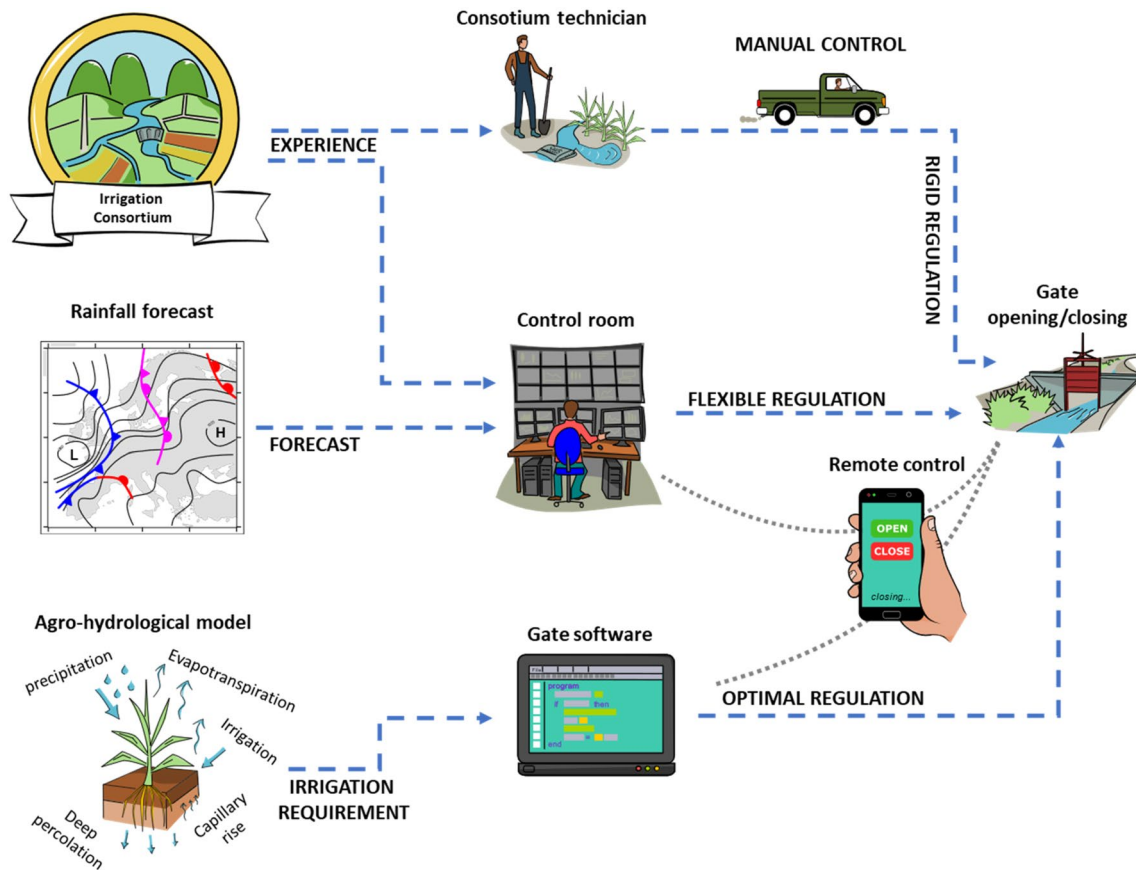 Consotium technician
MANUAL CONTROL
EXPERIENCE
Irrigation
Consortium
RIGID REGULATION
Rainfall forecast
Control room
Gate
opening/closing
L
H
FORECAST
FLEXIBLE REGULATION
Remote control
OPEN
CLOSE
closing...
Agro-hydrological model
precipitation
Evapotranspiration
Irrigation
Deep
percolation
Capillary
rise
IRRIGATION
REQUIREMENT
Gate software
File
program
if then
end
OPTIMAL REGULATION